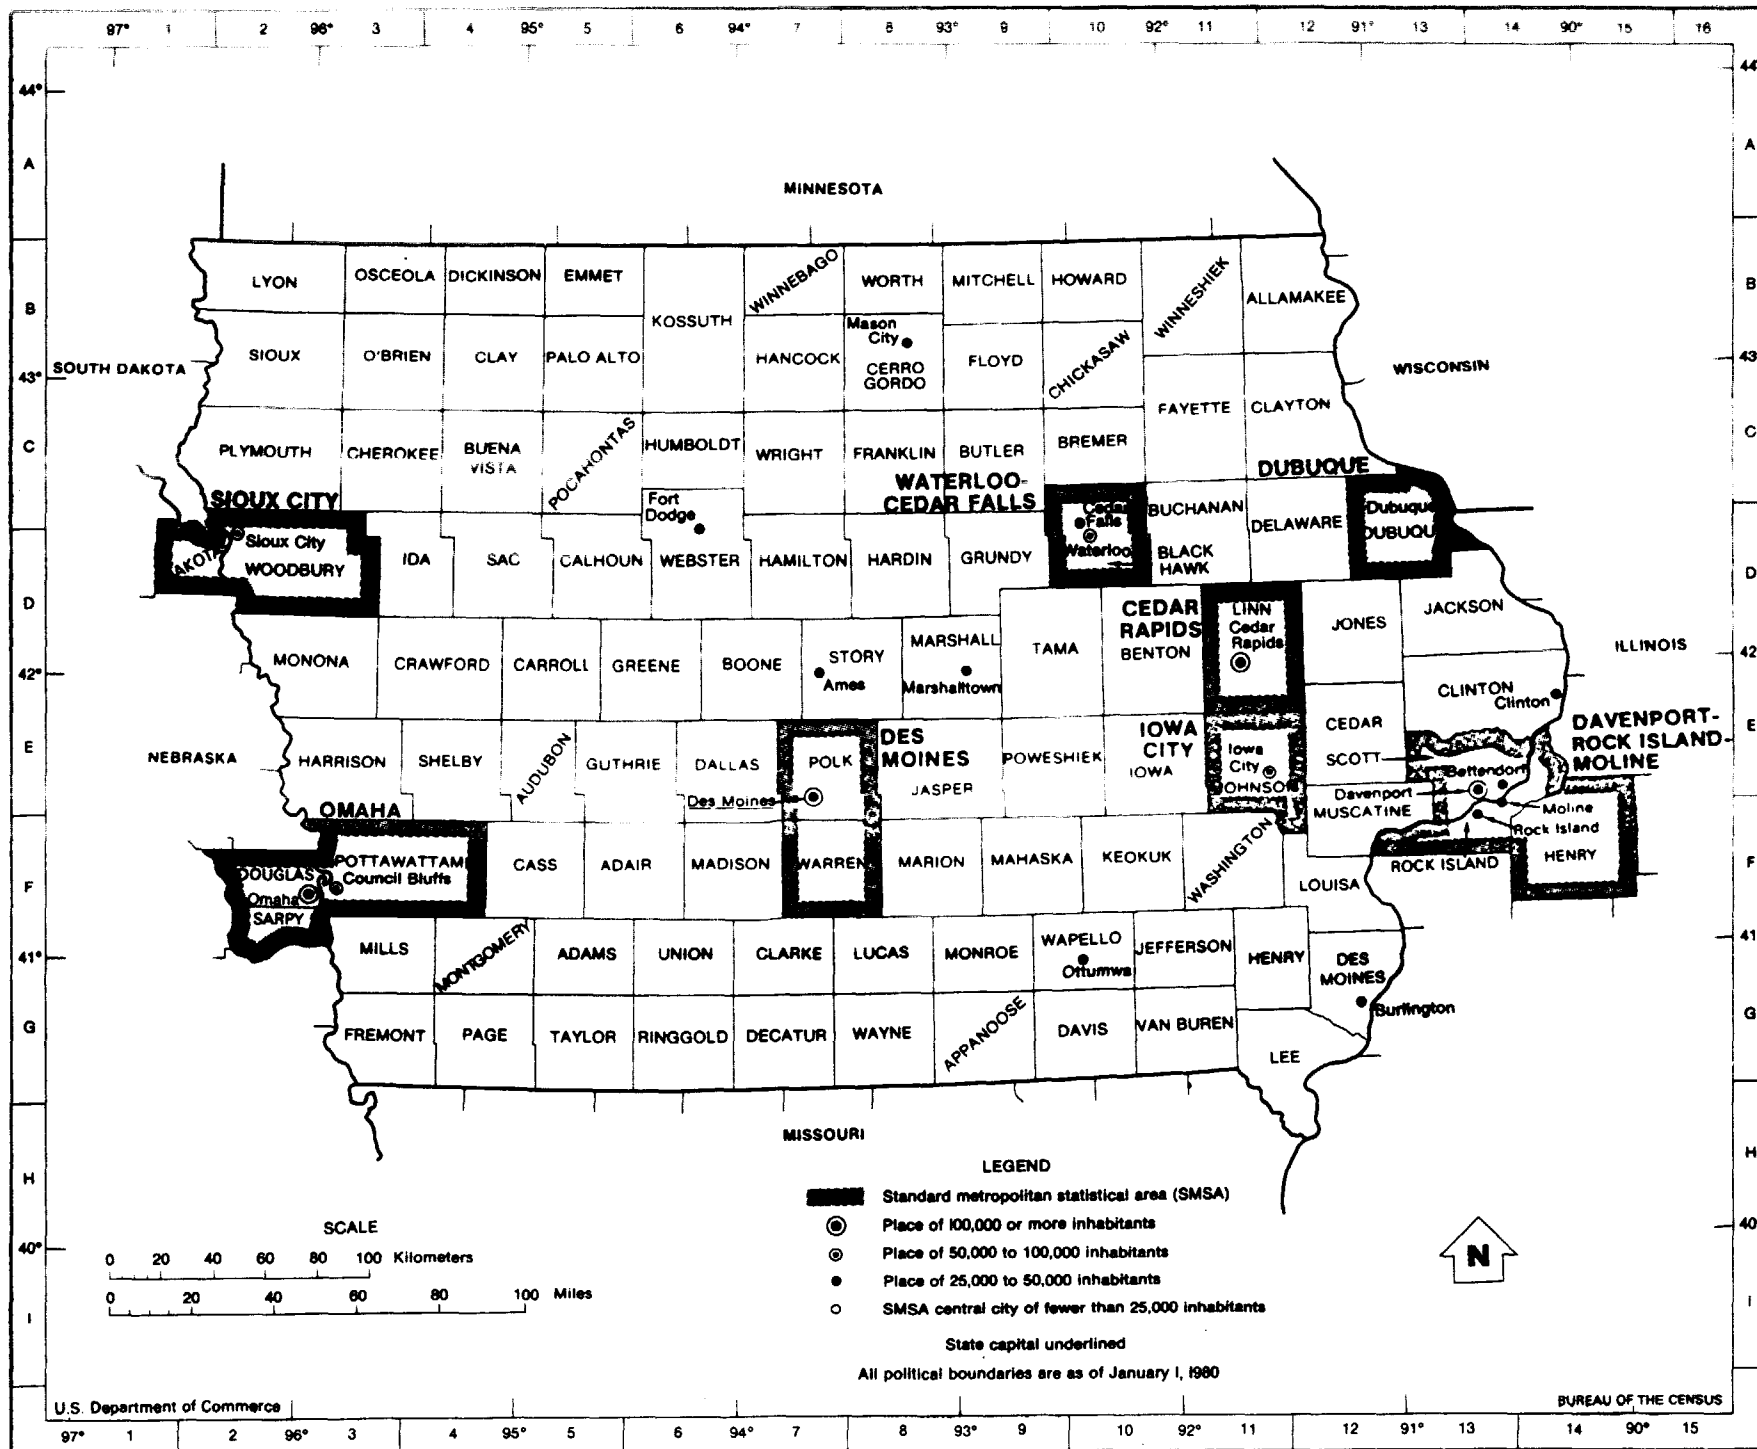 97° 1 2 96° 3 4 95° 5 6 94° 7 8 93° 9 10 92° 11 12 91° 13 14 90° 15 16
44° 44°
A A
MINNESOTA
B B
LYON OSCEOLA DICKINSON EMMET KOSSUTH WINNEBAGO WORTH MITCHELL HOWARD WINNESHIEK ALLAMAKEE
SOUTH DAKOTA
WISCONSIN
43° 43°
SIOUX O'BRIEN CLAY PALO ALTO HANCOCK
Mason
City
CERRO
GORDO
FLOYD CHICKASAW FAYETTE CLAYTON
C C
PLYMOUTH CHEROKEE
BUENA
VISTA
POCAHONTAS HUMBOLDT WRIGHT FRANKLIN BUTLER BREMER
SIOUX CITY
Fort
Dodge
WATERLOO-
CEDAR FALLS
DUBUQUE
Sioux City
WOODBURY
AKOTA
IDA SAC CALHOUN WEBSTER HAMILTON HARDIN GRUNDY
Cedar
Falls
Waterloo
BUCHANAN
BLACK
HAWK
DELAWARE
Dubuque
DUBUQU
D D
MONONA CRAWFORD CARROLL GREENE BOONE STORY
Ames
MARSHALL
Marshalltown
TAMA
CEDAR
RAPIDS
BENTON
LINN
Cedar
Rapids
JONES JACKSON
ILLINOIS
42° 42°
CLINTON
Clinton
E E
NEBRASKA
HARRISON SHELBY AUDUBON GUTHRIE DALLAS POLK
Des Moines
DES
MOINES
JASPER
POWESHIEK
IOWA
CITY
IOWA
Iowa
City
JOHNSON
CEDAR
SCOTT
MUSCATINE
Bettendorf
Davenport
Moline
Rock Island
DAVENPORT-
ROCK ISLAND-
MOLINE
ROCK ISLAND
HENRY
OMAHA
F F
DOUGLAS
Omaha
SARPY
POTTAWATTAMI
Council Bluffs
CASS ADAIR MADISON WARREN MARION MAHASKA KEOKUK WASHINGTON LOUISA
41° 41°
MILLS MONTGOMERY ADAMS UNION CLARKE LUCAS MONROE WAPELLO
Ottumwa
JEFFERSON HENRY
DES
MOINES
Burlington
G G
FREMONT PAGE TAYLOR RINGGOLD DECATUR WAYNE APPANOOSE DAVIS VAN BUREN LEE
MISSOURI
H H
LEGEND
Standard metropolitan statistical area (SMSA)
Place of 100,000 or more inhabitants
Place of 50,000 to 100,000 inhabitants
Place of 25,000 to 50,000 inhabitants
SMSA central city of fewer than 25,000 inhabitants
State capital underlined
All political boundaries are as of January 1, 1980
SCALE
0 20 40 60 80 100 Kilometers
0 20 40 60 80 100 Miles
40° 40°
N
I I
U.S. Department of Commerce
BUREAU OF THE CENSUS
97° 1 2 96° 3 4 95° 5 6 94° 7 8 93° 9 10 92° 11 12 91° 13 14 90° 15